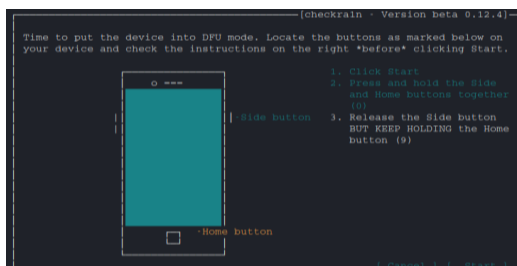 [checkra1n - Version beta 0.12.4]
Time to put the device into DFU mode. Locate the buttons as marked below on
your device and check the instructions on the right *before* clicking Start.
1. Click Start
2. Press and hold the Side
and Home buttons together
(0)
·Side button
3. Release the Side button
BUT KEEP HOLDING the Home
button (9)
·Home button
[ Cancel ] [ Start ]